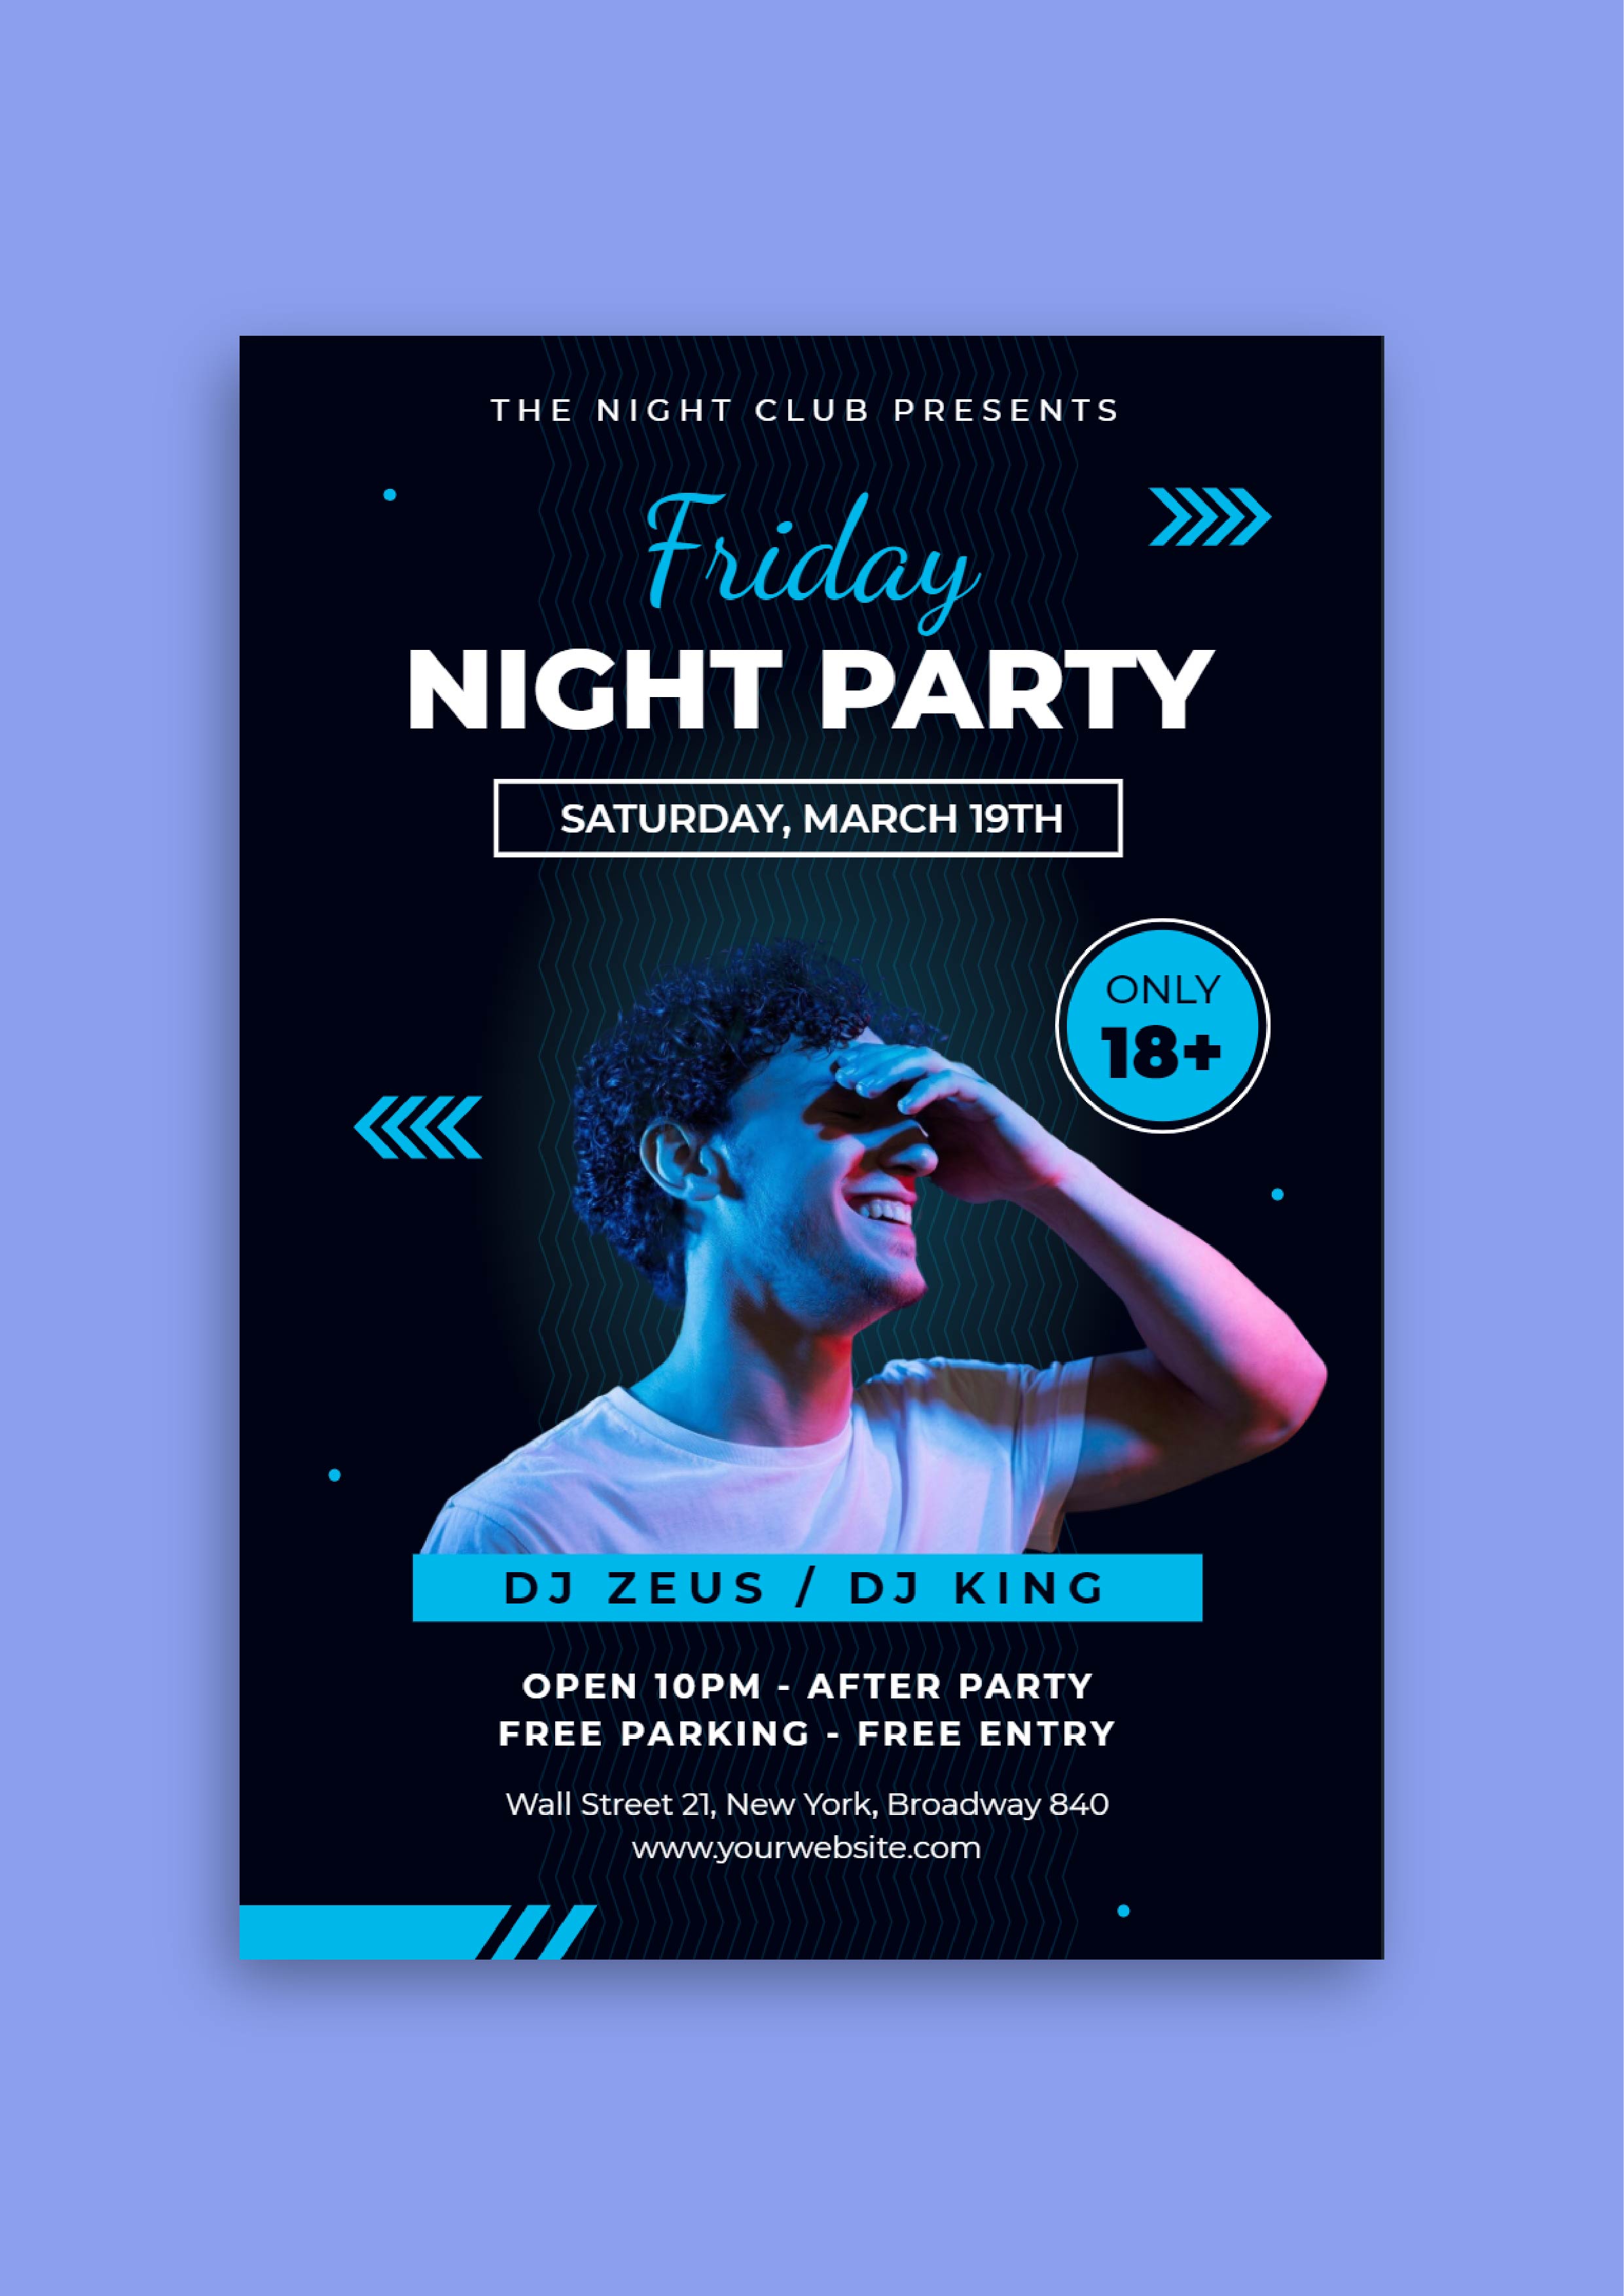 THE NIGHT CLUB PRESENTS
Friday
NIGHT PARTY
SATURDAY, MARCH 19TH
ONLY
18+
DJ ZEUS / DJ KING
OPEN 10PM - AFTER PARTY
FREE PARKING - FREE ENTRY
Wall Street 21, New York, Broadway 840
www.yourwebsite.com